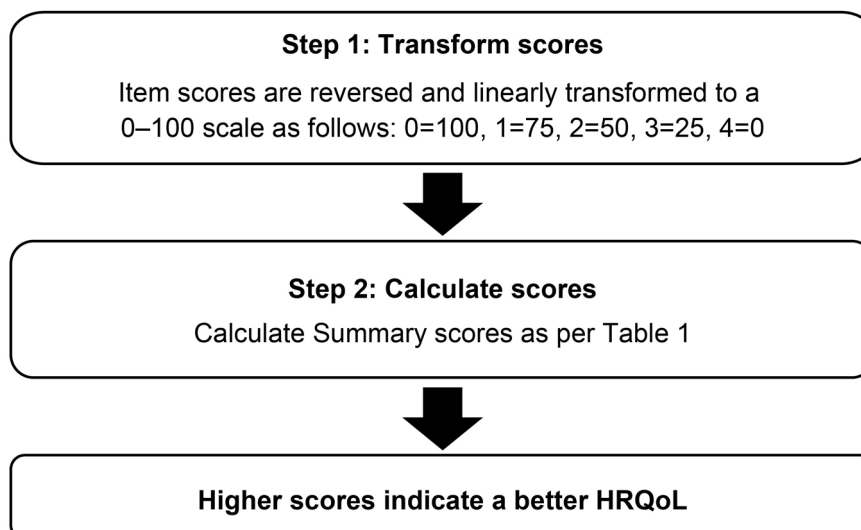 Step 1: Transform scores
Item scores are reversed and linearly transformed to a
0–100 scale as follows: 0=100, 1=75, 2=50, 3=25, 4=0
Step 2: Calculate scores
Calculate Summary scores as per Table 1
Higher scores indicate a better HRQoL